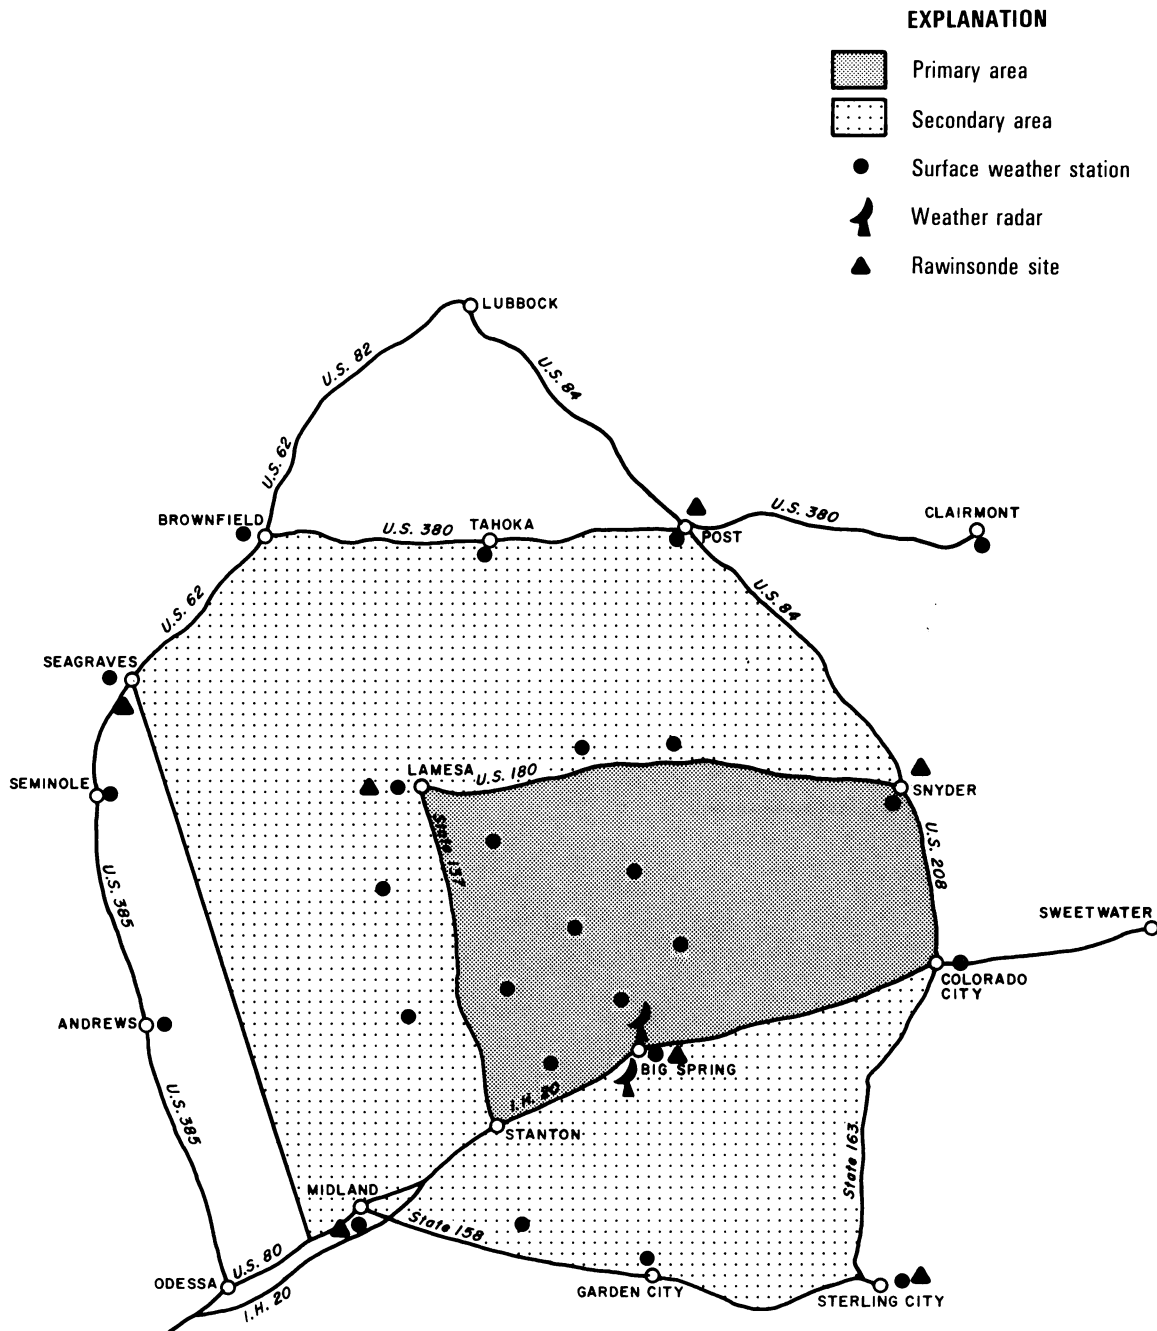 EXPLANATION
Primary area
Secondary area
Surface weather station
Weather radar
Rawinsonde site
LUBBOCK
U.S. 82
U.S. 84
U.S. 62
BROWNFIELD
U.S. 380
TAHOKA
POST
U.S. 380
CLAIRMONT
U.S. 62
U.S. 84
SEAGRAVES
SEMINOLE
LAMESA
U.S. 180
SNYDER
State 137
U.S. 208
U.S. 385
SWEETWATER
COLORADO
CITY
ANDREWS
BIG SPRING
I.H. 20
STANTON
U.S. 385
State 163
MIDLAND
State 158
U.S. 80
ODESSA
I.H. 20
GARDEN CITY
STERLING CITY